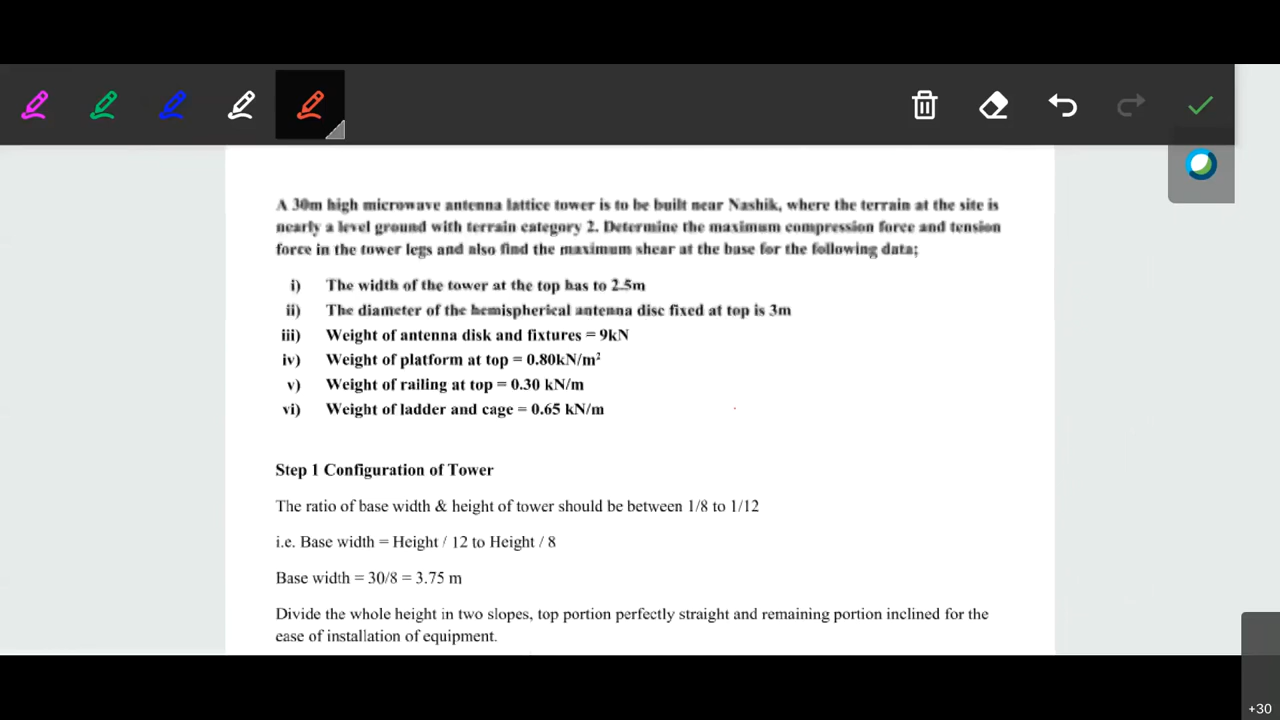 A 30m high microwave antenna lattice tower is to be built near Nashik, where the terrain at the site is
nearly a level ground with terrain category 2. Determine the maximum compression force and tension
force in the tower legs and also find the maximum shear at the base for the following data;
i) The width of the tower at the top has to 2.5m
ii) The diameter of the hemispherical antenna disc fixed at top is 3m
iii) Weight of antenna disk and fixtures = 9kN
iv) Weight of platform at top = 0.80kN/m²
v) Weight of railing at top = 0.30 kN/m
vi) Weight of ladder and cage = 0.65 kN/m
Step 1 Configuration of Tower
The ratio of base width & height of tower should be between 1/8 to 1/12
i.e. Base width = Height / 12 to Height / 8
Base width = 30/8 = 3.75 m
Divide the whole height in two slopes, top portion perfectly straight and remaining portion inclined for the
ease of installation of equipment.
+30